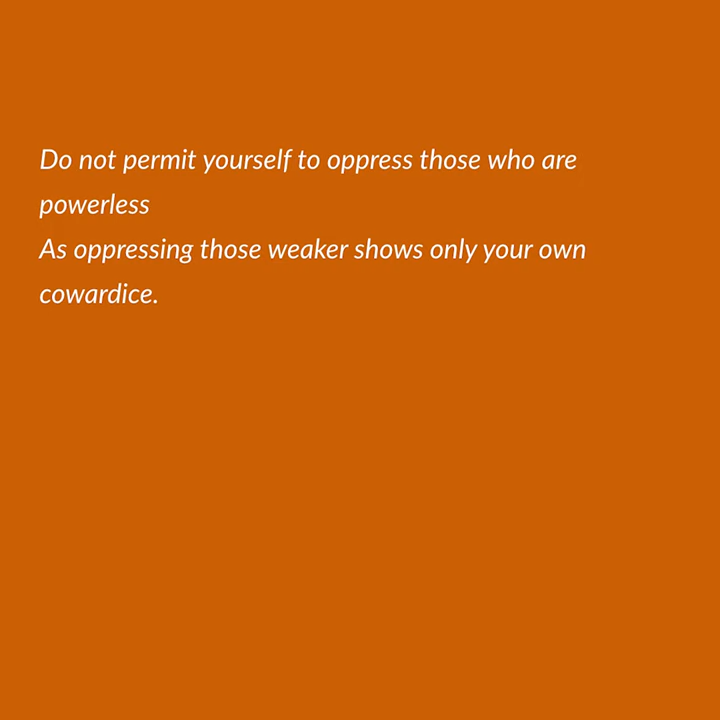 Do not permit yourself to oppress those who are
powerless
As oppressing those weaker shows only your own
cowardice.